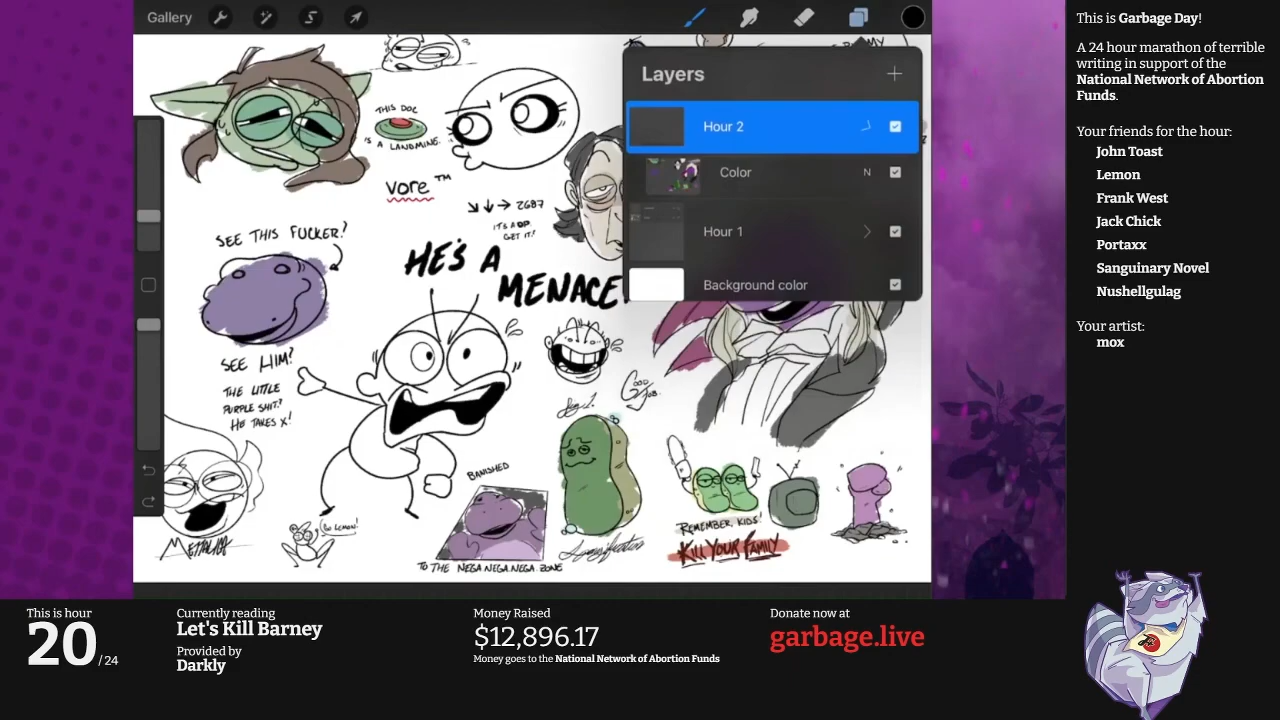 Gallery
Layers
Hour 2
Color
N
Hour 1
Background color
THIS DOC
IS A LANDMINE.
vore™
2687
GET IT?
SEE THIS FUCKER?
HE'S A
MENACE!
SEE HIM?
THE LITTLE
PURPLE SHIT?
HE TAKES X!
GOOD
JOB.
BANISHED
GO LEMON!
TO THE NEGA.NEGA.NEGA ZONE
REMEMBER, KIDS!
KILL YOUR FAMILY
This is Garbage Day!
A 24 hour marathon of terrible
writing in support of the
National Network of Abortion
Funds.
Your friends for the hour:
John Toast
Lemon
Frank West
Jack Chick
Portaxx
Sanguinary Novel
Nushellgulag
Your artist:
mox
This is hour
20/24
Currently reading
Let's Kill Barney
Provided by
Darkly
Money Raised
$12,896.17
Money goes to the National Network of Abortion Funds
Donate now at
garbage.live